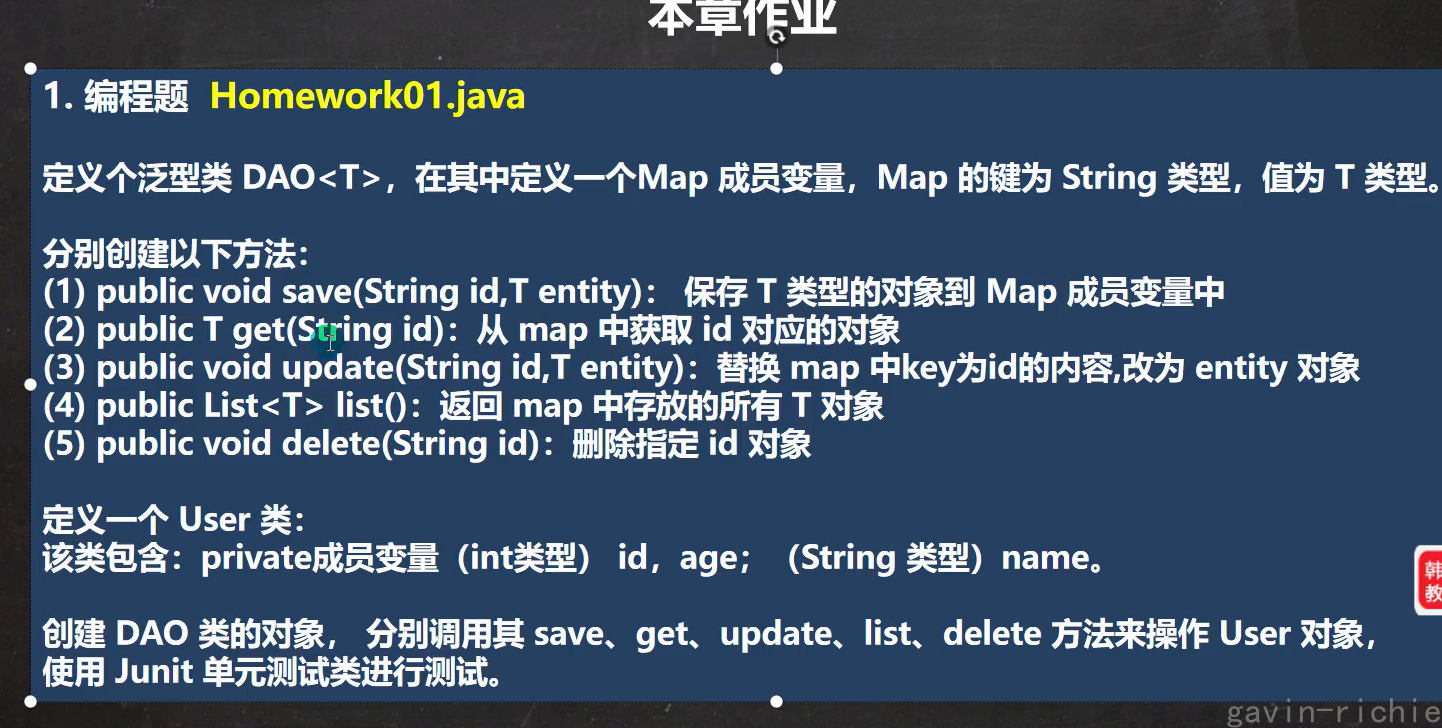 本章作业
1. 编程题 Homework01.java
定义个泛型类 DAO<T>，在其中定义一个Map 成员变量，Map 的键为 String 类型，值为 T 类型。
分别创建以下方法：
(1) public void save(String id,T entity)： 保存 T 类型的对象到 Map 成员变量中
(2) public T get(String id)：从 map 中获取 id 对应的对象
(3) public void update(String id,T entity)：替换 map 中key为id的内容,改为 entity 对象
(4) public List<T> list()：返回 map 中存放的所有 T 对象
(5) public void delete(String id)：删除指定 id 对象
定义一个 User 类：
该类包含：private成员变量（int类型） id，age；（String 类型）name。
创建 DAO 类的对象， 分别调用其 save、get、update、list、delete 方法来操作 User 对象，
使用 Junit 单元测试类进行测试。
韩
教
gavin-richie